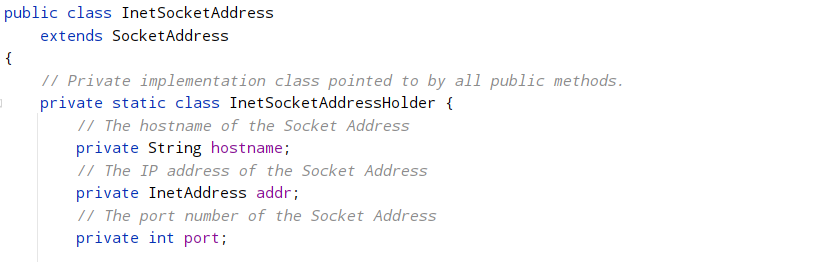 public class InetSocketAddress
    extends SocketAddress
{
    // Private implementation class pointed to by all public methods.
    private static class InetSocketAddressHolder {
        // The hostname of the Socket Address
        private String hostname;
        // The IP address of the Socket Address
        private InetAddress addr;
        // The port number of the Socket Address
        private int port;